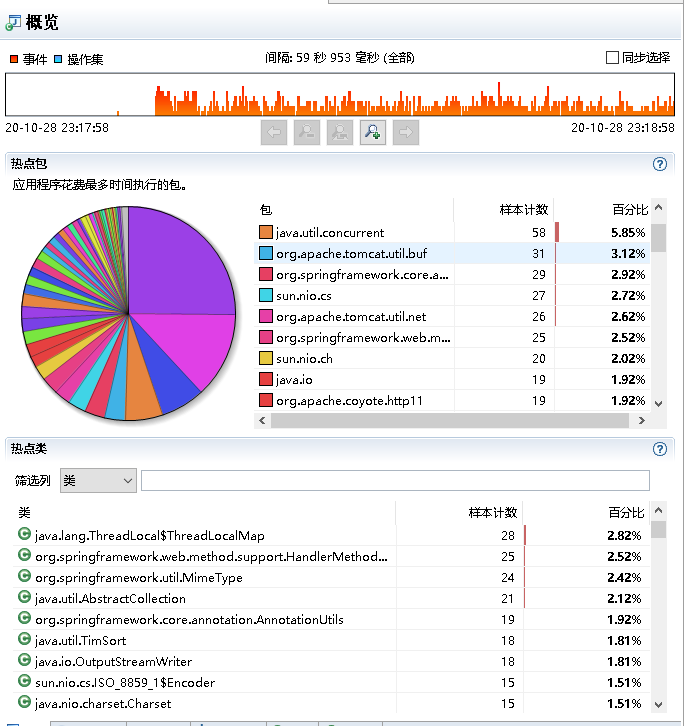 概览
事件 操作集 间隔: 59 秒 953 毫秒 (全部) 同步选择
20-10-28 23:17:58 20-10-28 23:18:58
热点包
应用程序花费最多时间执行的包。
包 样本计数 百分比
java.util.concurrent 58 5.85%
org.apache.tomcat.util.buf 31 3.12%
org.springframework.core.a... 29 2.92%
sun.nio.cs 27 2.72%
org.apache.tomcat.util.net 26 2.62%
org.springframework.web.m... 25 2.52%
sun.nio.ch 20 2.02%
java.io 19 1.92%
org.apache.coyote.http11 19 1.92%
热点类
筛选列 类
类 样本计数 百分比
java.lang.ThreadLocal$ThreadLocalMap 28 2.82%
org.springframework.web.method.support.HandlerMethod... 25 2.52%
org.springframework.util.MimeType 24 2.42%
java.util.AbstractCollection 21 2.12%
org.springframework.core.annotation.AnnotationUtils 19 1.92%
java.util.TimSort 18 1.81%
java.io.OutputStreamWriter 18 1.81%
sun.nio.cs.ISO_8859_1$Encoder 15 1.51%
java.nio.charset.Charset 15 1.51%